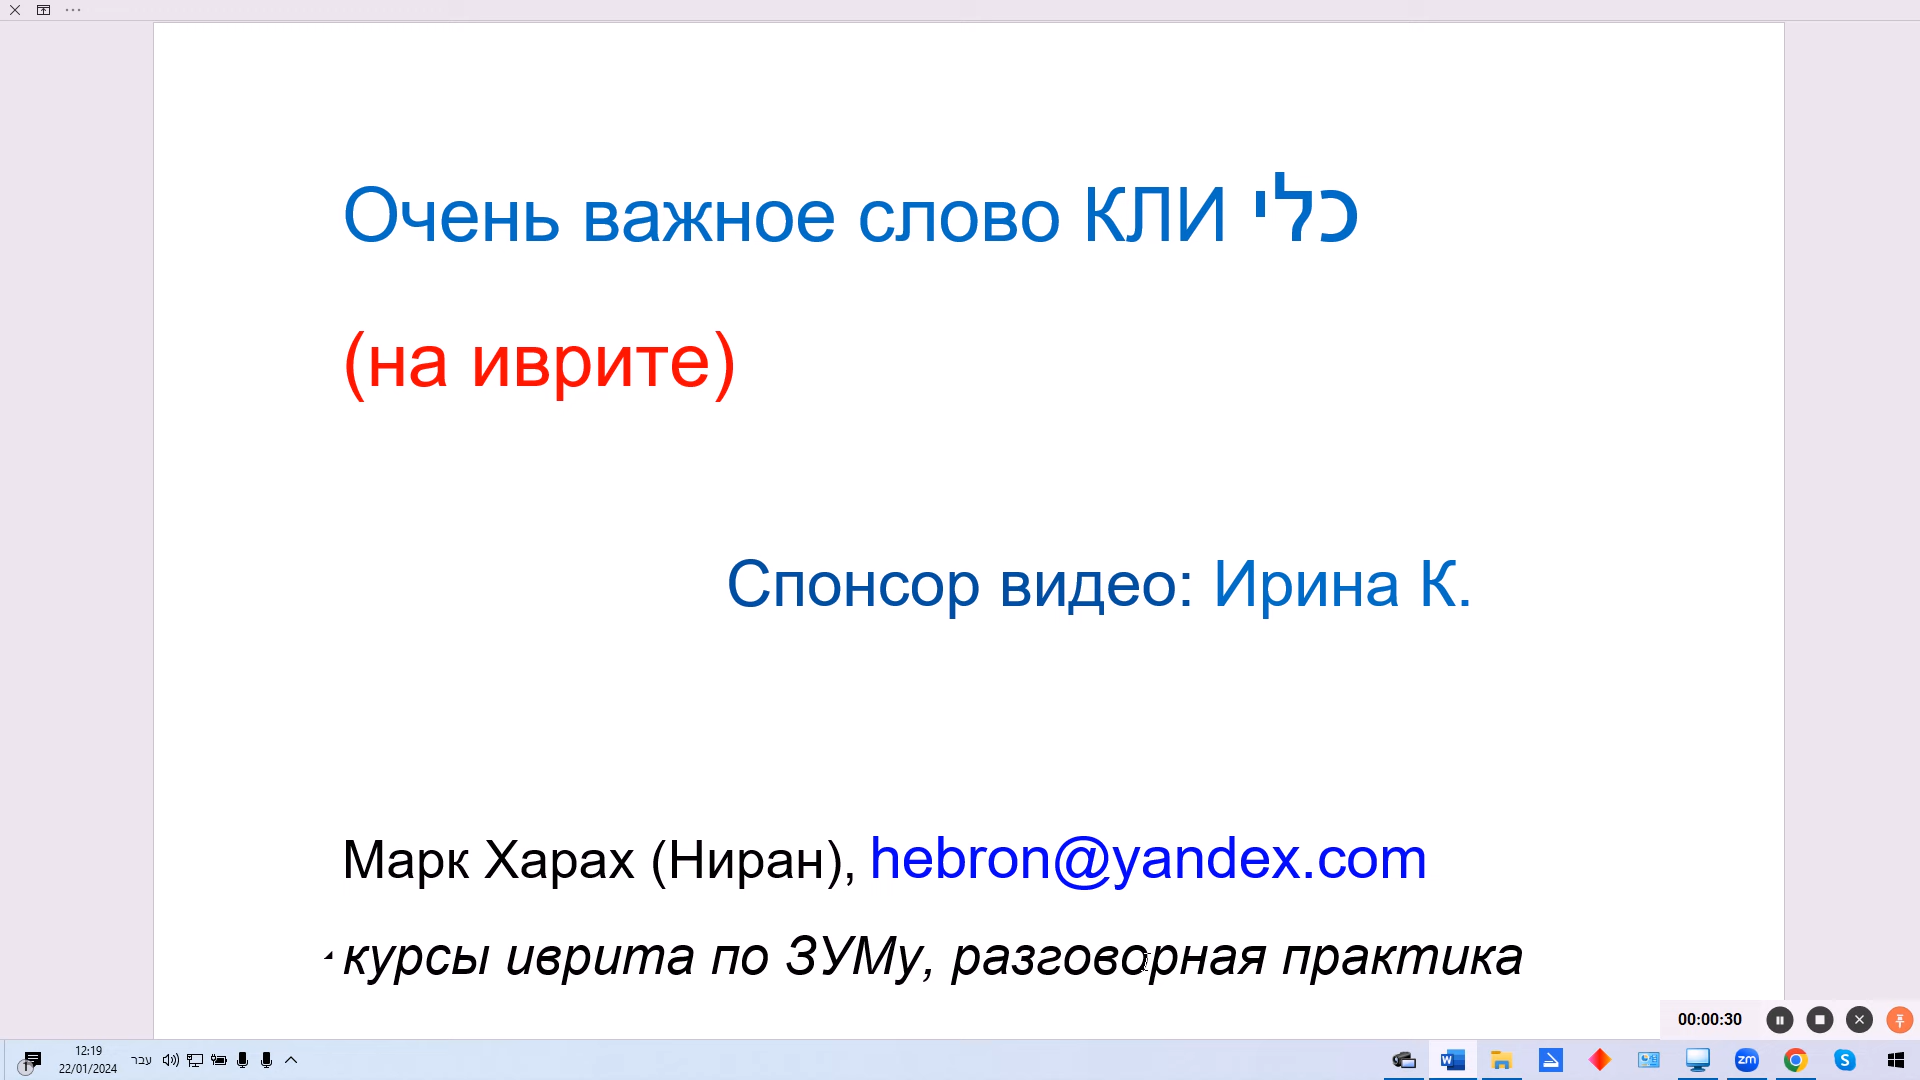 Очень важное слово КЛИ כלי
(на иврите)
Спонсор видео: Ирина К.
Марк Харах (Ниран), hebron@yandex.com
курсы иврита по ЗУМу, разговорная практика
00:00:30
12:19
22/01/2024
עבר
zm